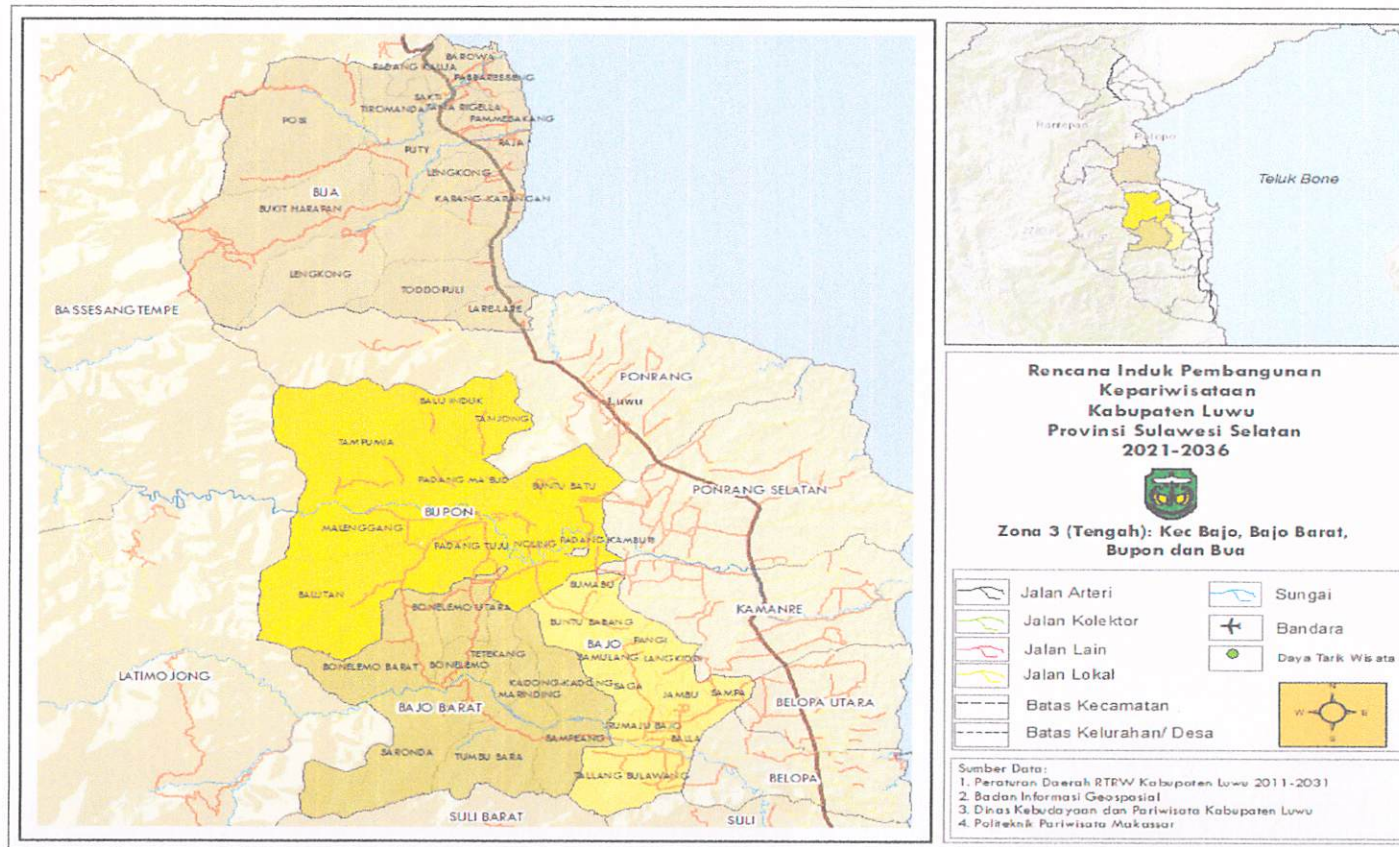 BAROWA
PADANG KALUA
PABBARESSENG
SAKTI
TIROMANDA
TANA RIGELLA
POSI
PAMMESAKANG
PUTY
RAJA
LENGKONG
BUA
BUKIT HARAPAN
KARANG-KARANGAN
LENGKONG
TODDOPULI
BASSESANGTEMPE
LARE-LARE
PONRANG
Luwu
BALU INDUK
TANJONG
TAMPUMIA
PADANG MA'BUD
BUNTU BATU
PONRANG SELATAN
BUPON
MALENGGANG
PADANG TUJU
NOLING
PADANG KAMBURI
BALUTAN
BUMABU
BONELEMO UTARA
KAMANRE
BUNTU BABANG
BAJO
PANGI
TETEKANG
LANGKIDI
LATIMOJONG
BONELEMO BARAT
BONELEMO
KADONG-KADONG
SAGA
MARINDING
JAMBU
SAMPA
BAJO BARAT
BELOPA UTARA
RUMAJU BAJO
SAMPEANG
BALLA
SARONDA
TUMBU BARA
TALLANG BULAWANG
BELOPA
SULI BARAT
SULI
Rantepao
Palopo
Teluk Bone
Rencana Induk Pembangunan
Kepariwisataan
Kabupaten Luwu
Provinsi Sulawesi Selatan
2021-2036
Zona 3 (Tengah): Kec Bajo, Bajo Barat,
Bupon dan Bua
Jalan Arteri
Jalan Kolektor
Jalan Lain
Jalan Lokal
Batas Kecamatan
Batas Kelurahan/ Desa
Sungai
Bandara
Daya Tarik Wisata
N
W E
S
Sumber Data:
1. Peraturan Daerah RTRW Kabupaten Luwu 2011-2031
2. Badan Informasi Geospasial
3. Dinas Kebudayaan dan Pariwisata Kabupaten Luwu
4. Politeknik Pariwisata Makassar